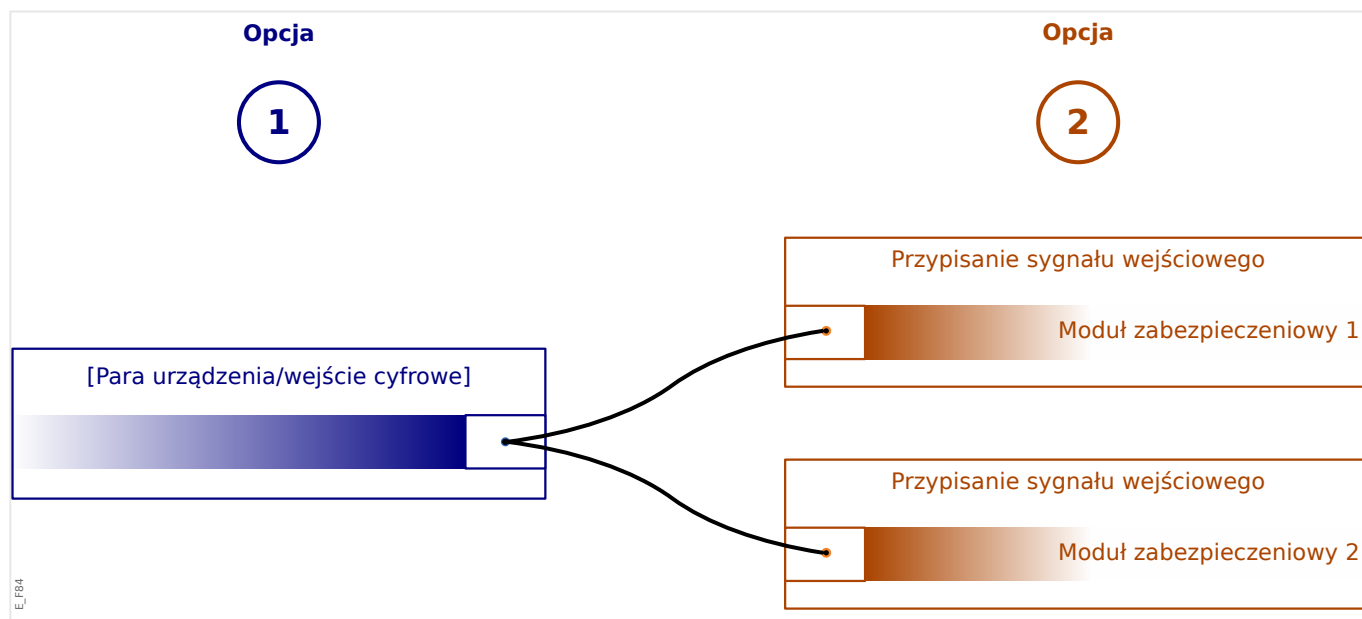 Opcja
1
Opcja
2
[Para urządzenia/wejście cyfrowe]
Przypisanie sygnału wejściowego
Moduł zabezpieczeniowy 1
Przypisanie sygnału wejściowego
Moduł zabezpieczeniowy 2
E_F84